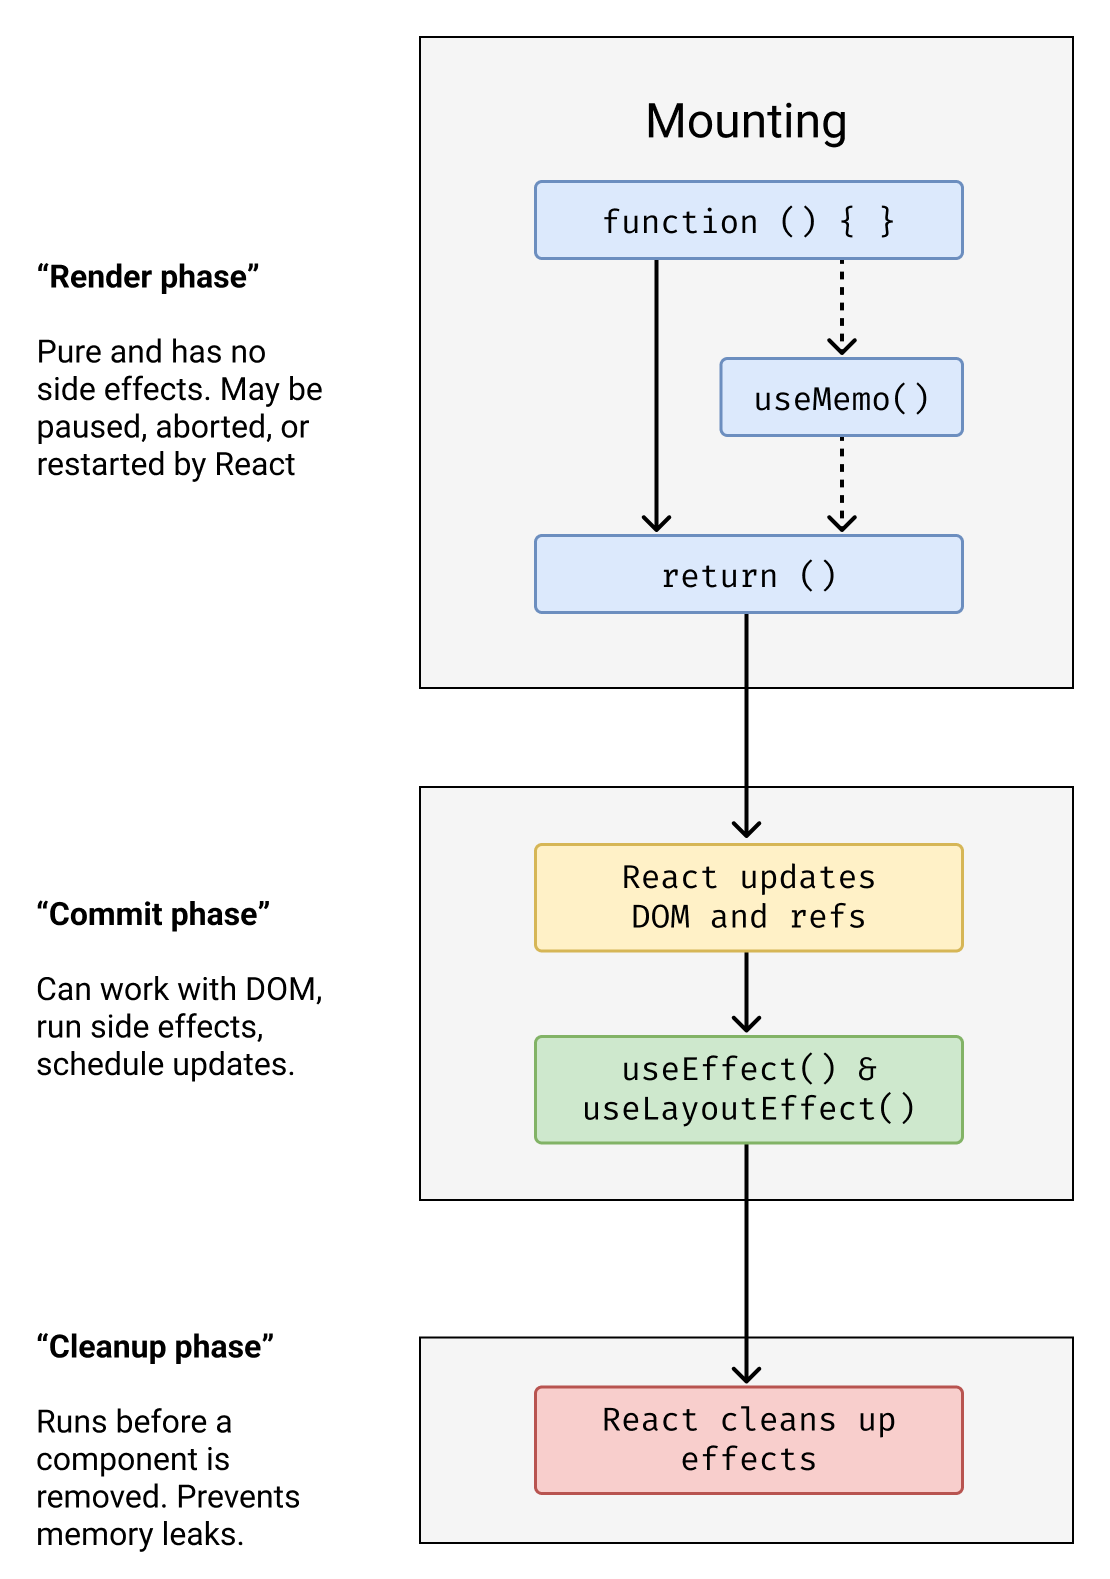 Mounting
function () { }
“Render phase”
Pure and has no
side effects. May be
paused, aborted, or
restarted by React
useMemo()
return ()
React updates
DOM and refs
“Commit phase”
Can work with DOM,
run side effects,
schedule updates.
useEffect() &
useLayoutEffect()
“Cleanup phase”
Runs before a
component is
removed. Prevents
memory leaks.
React cleans up
effects